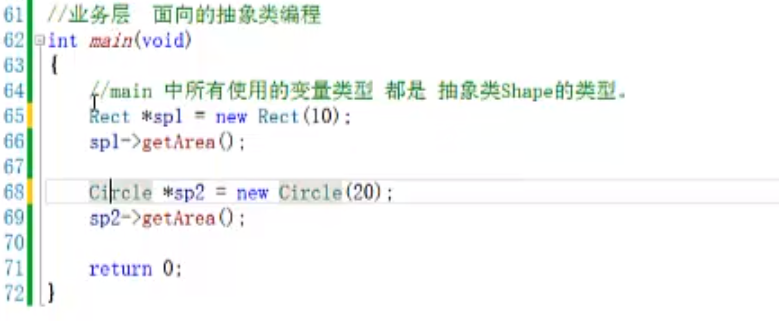 61 //业务层 面向的抽象类编程
62 int main(void)
63 {
64 //main 中所有使用的变量类型 都是 抽象类Shape的类型。
65 Rect *sp1 = new Rect(10);
66 sp1->getArea();
67
68 Circle *sp2 = new Circle(20);
69 sp2->getArea();
70
71 return 0;
72 }